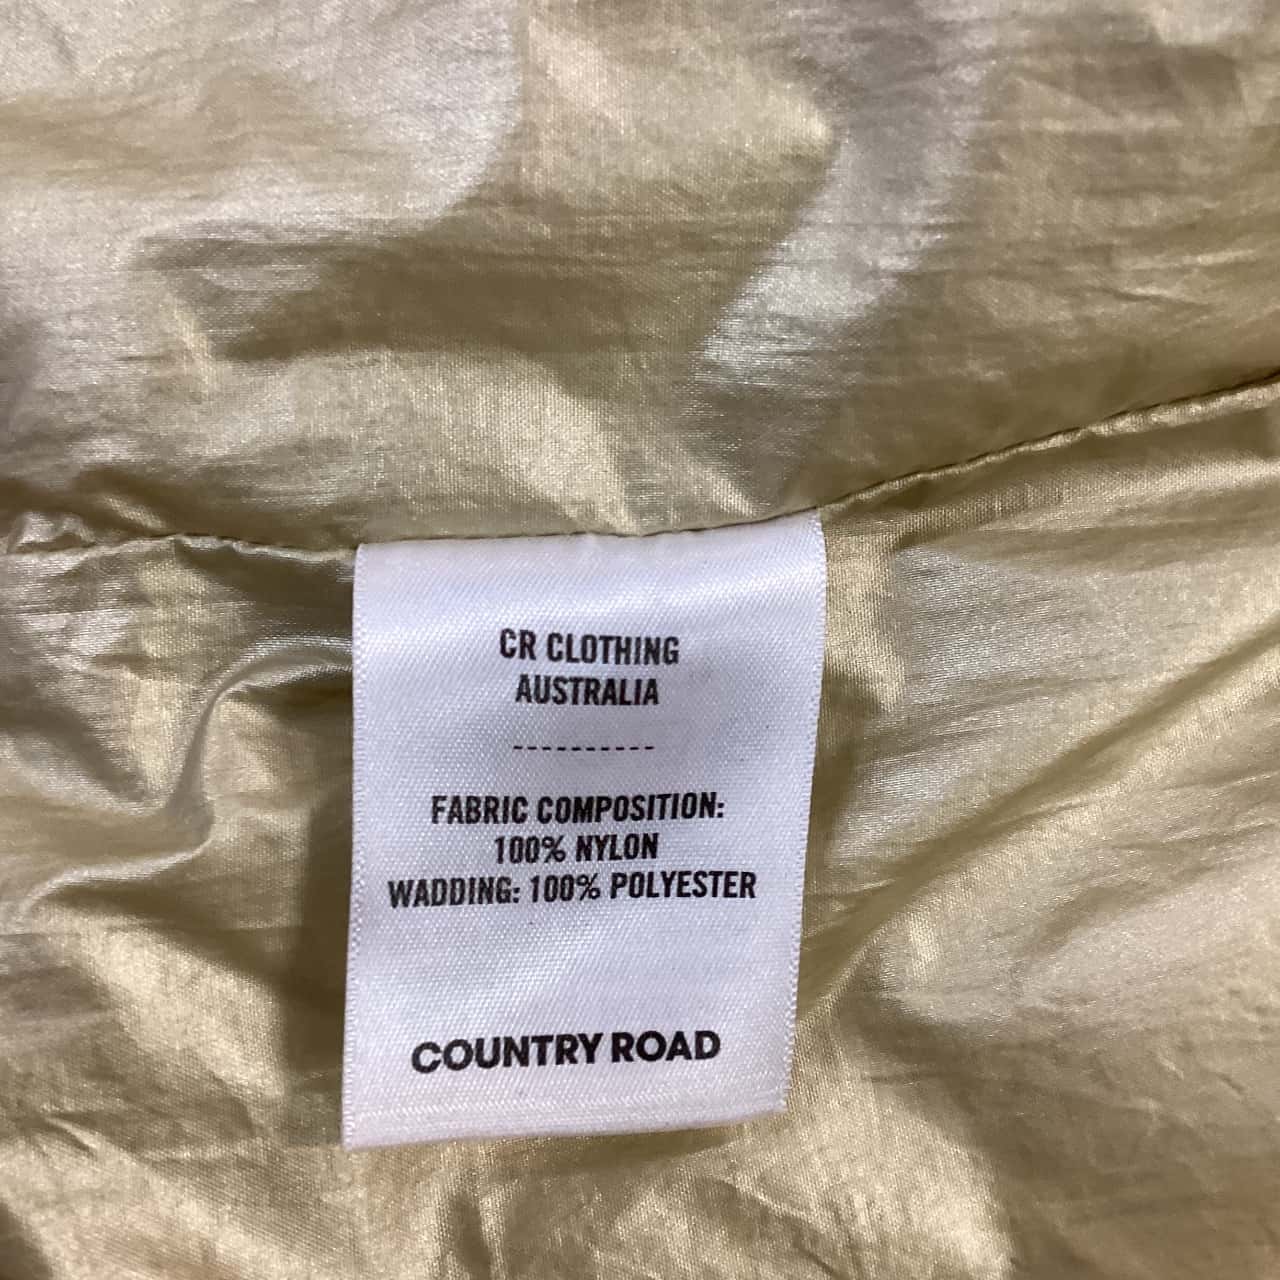 CR CLOTHING
AUSTRALIA
----------
FABRIC COMPOSITION:
100% NYLON
WADDING: 100% POLYESTER
COUNTRY ROAD